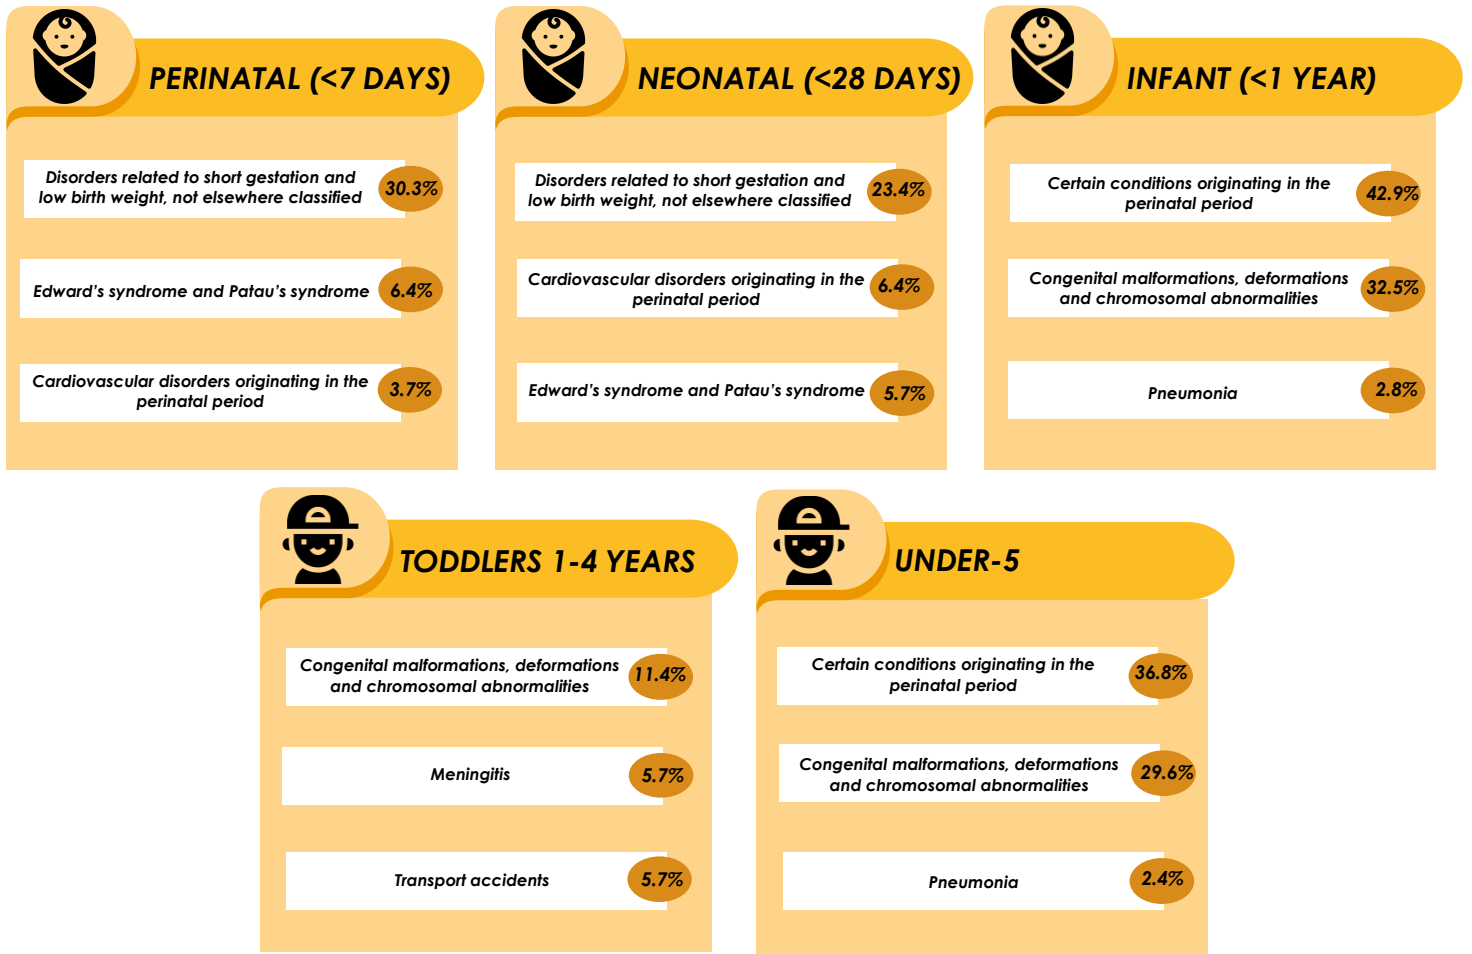 PERINATAL (<7 DAYS)
Disorders related to short gestation and
low birth weight, not elsewhere classified
30.3%
Edward's syndrome and Patau's syndrome
6.4%
Cardiovascular disorders originating in the
perinatal period
3.7%
NEONATAL (<28 DAYS)
Disorders related to short gestation and
low birth weight, not elsewhere classified
23.4%
Cardiovascular disorders originating in the
perinatal period
6.4%
Edward's syndrome and Patau's syndrome
5.7%
INFANT (<1 YEAR)
Certain conditions originating in the
perinatal period
42.9%
Congenital malformations, deformations
and chromosomal abnormalities
32.5%
Pneumonia
2.8%
TODDLERS 1-4 YEARS
Congenital malformations, deformations
and chromosomal abnormalities
11.4%
Meningitis
5.7%
Transport accidents
5.7%
UNDER-5
Certain conditions originating in the
perinatal period
36.8%
Congenital malformations, deformations
and chromosomal abnormalities
29.6%
Pneumonia
2.4%